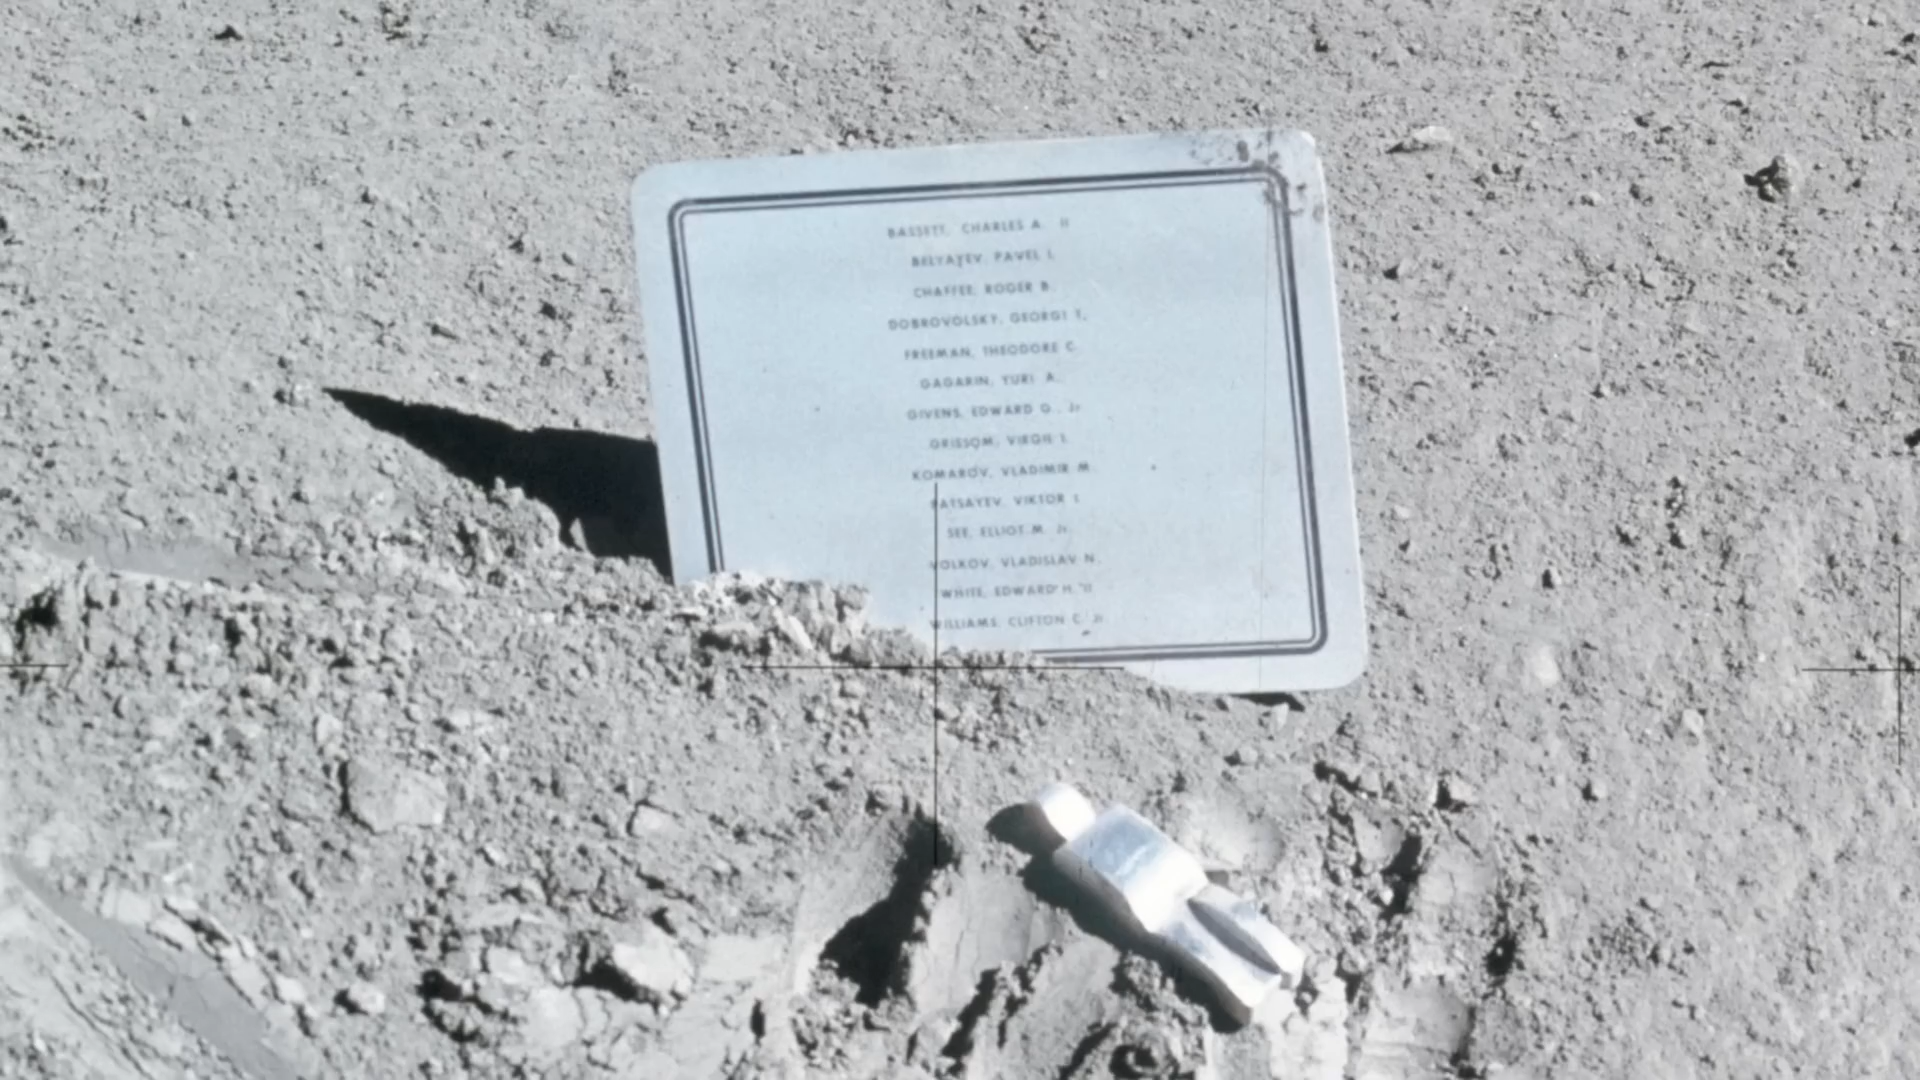 BASSETT, CHARLES A. II
BELYAYEV, PAVEL I.
CHAFFEE, ROGER B.
DOBROVOLSKY, GEORGI T.
FREEMAN, THEODORE C.
GAGARIN, YURI A.
GIVENS, EDWARD G., Jr.
GRISSOM, VIRGIL I.
KOMAROV, VLADIMIR M.
PATSAYEV, VIKTOR I.
SEE, ELLIOT M. Jr.
VOLKOV, VLADISLAV N.
WHITE, EDWARD H. II
WILLIAMS, CLIFTON C. Jr.